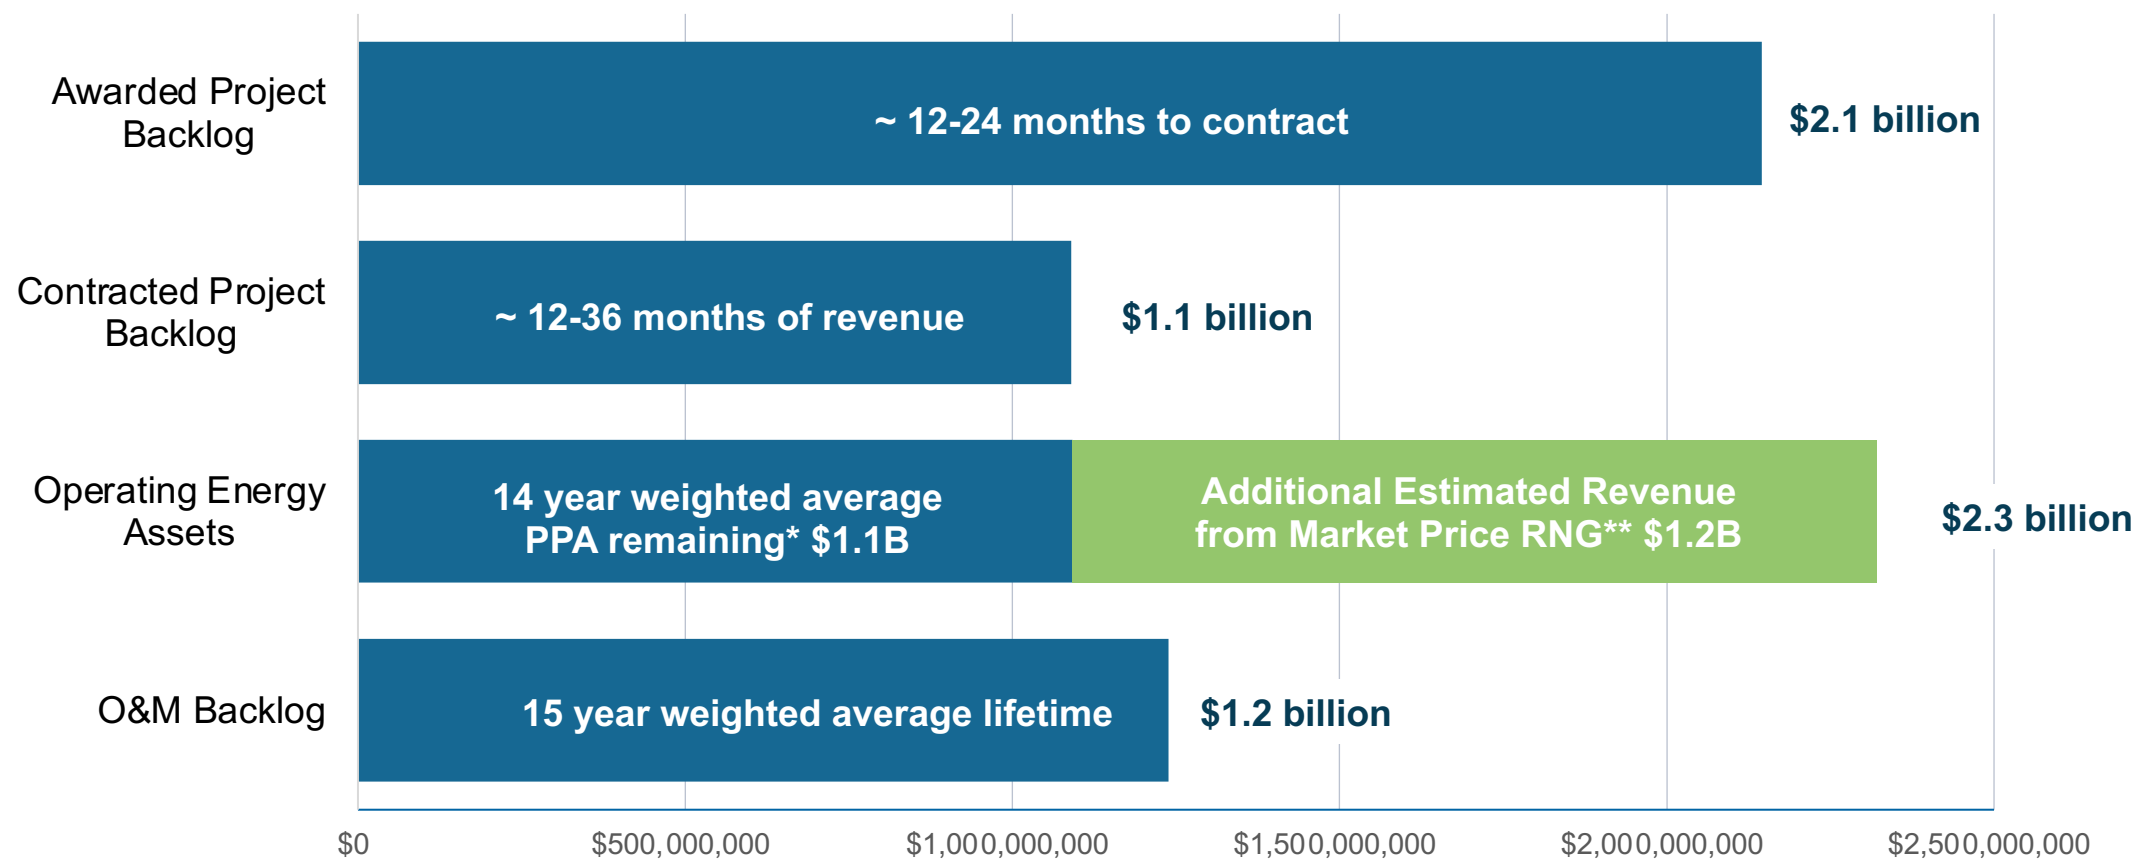 Awarded Project
Backlog
~ 12-24 months to contract
$2.1 billion
Contracted Project
Backlog
~ 12-36 months of revenue
$1.1 billion
Operating Energy
Assets
14 year weighted average
PPA remaining* $1.1B
Additional Estimated Revenue
from Market Price RNG** $1.2B
$2.3 billion
O&M Backlog
15 year weighted average lifetime
$1.2 billion
$0
$500,000,000
$1,000,000,000
$1,500,000,000
$2,000,000,000
$2,500,000,000